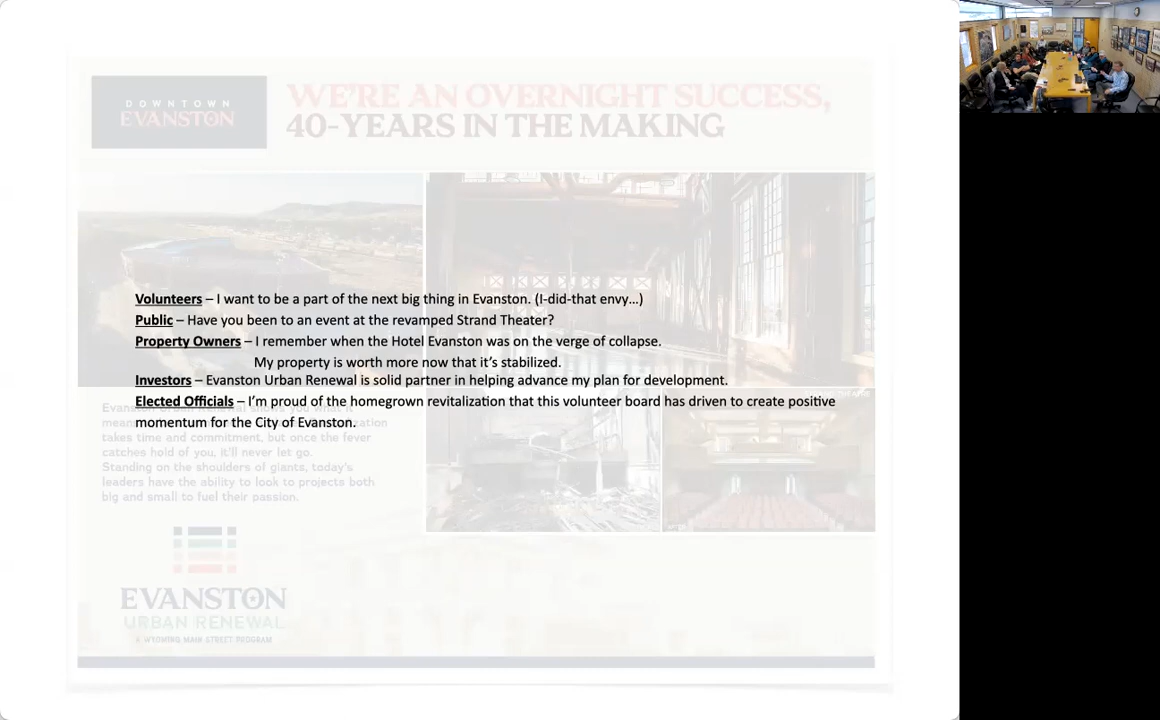 DOWNTOWN
EVANSTON
WE'RE AN OVERNIGHT SUCCESS,
40-YEARS IN THE MAKING
Volunteers – I want to be a part of the next big thing in Evanston. (I-did-that envy...)
Public – Have you been to an event at the revamped Strand Theater?
Property Owners – I remember when the Hotel Evanston was on the verge of collapse.
My property is worth more now that it's stabilized.
Investors – Evanston Urban Renewal is solid partner in helping advance my plan for development.
Elected Officials – I'm proud of the homegrown revitalization that this volunteer board has driven to create positive
momentum for the City of Evanston.
Evanston Urban Renewal shows you what it
takes time and commitment, but once the fever
catches hold of you, it'll never let go.
Standing on the shoulders of giants, today's
leaders have the ability to look to projects both
big and small to fuel their passion.
EVANSTON
URBAN RENEWAL
A WYOMING MAIN STREET PROGRAM